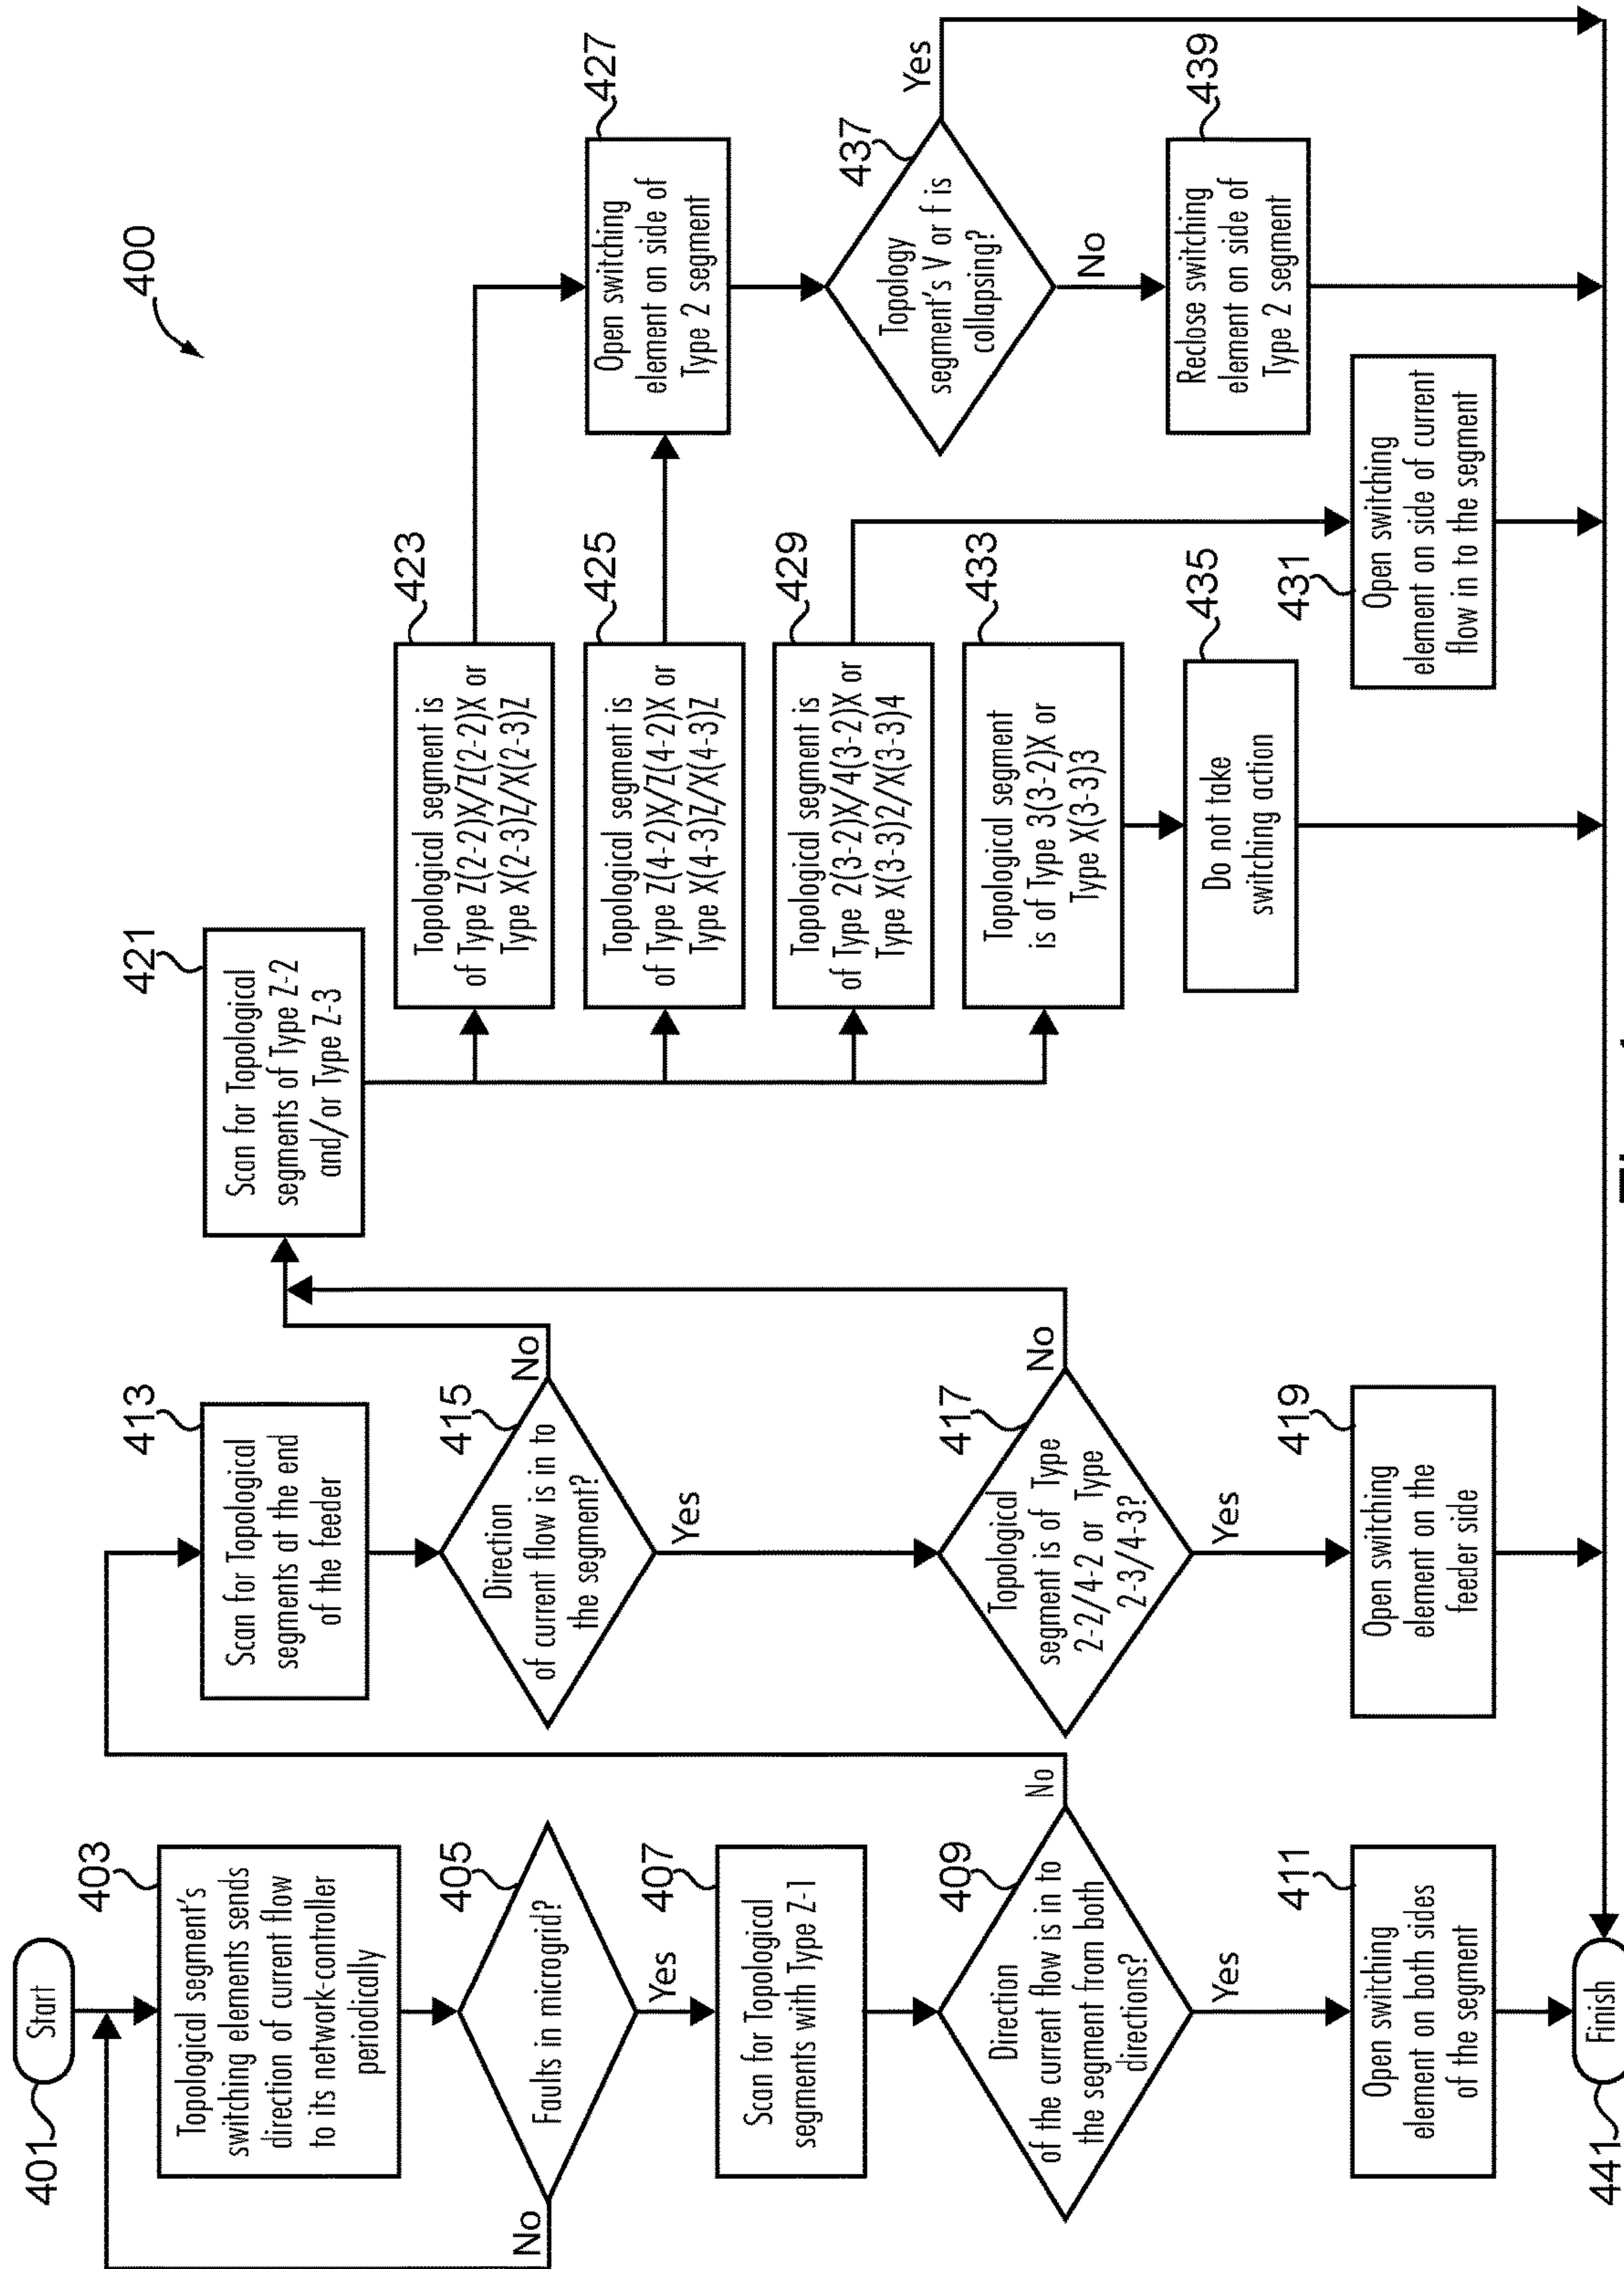 400
401
Start
403
Topological segment's
switching elements sends
direction of current flow
to its network-controller
periodically
405
Faults in microgrid?
No
Yes
407
Scan for Topological
segments with Type Z-1
409
Direction
of the current flow is in to
the segment from both
directions?
No
Yes
411
Open switching
element on both sides
of the segment
441
Finish
413
Scan for Topological
segments at the end
of the feeder
415
Direction
of current flow is in to
the segment?
No
Yes
417
Topological
segment is of Type
2-2/4-2 or Type
2-3/4-3?
No
Yes
419
Open switching
element on the
feeder side
421
Scan for Topological
segments of Type Z-2
and/or Type Z-3
423
Topological segment is
of Type Z(2-2)X/Z(2-2)X or
Type X(2-3)Z/X(2-3)Z
425
Topological segment is
of Type Z(4-2)X/Z(4-2)X or
Type X(4-3)Z/X(4-3)Z
429
Topological segment is
of Type 2(3-2)X/4(3-2)X or
Type X(3-3)2/X(3-3)4
433
Topological segment
is of Type 3(3-2)X or
Type X(3-3)3
435
Do not take
switching action
427
Open switching
element on side of
Type 2 segment
437
Topology
segment's V or f is
collapsing?
Yes
No
439
Reclose switching
element on side of
Type 2 segment
431
Open switching
element on side of current
flow in to the segment